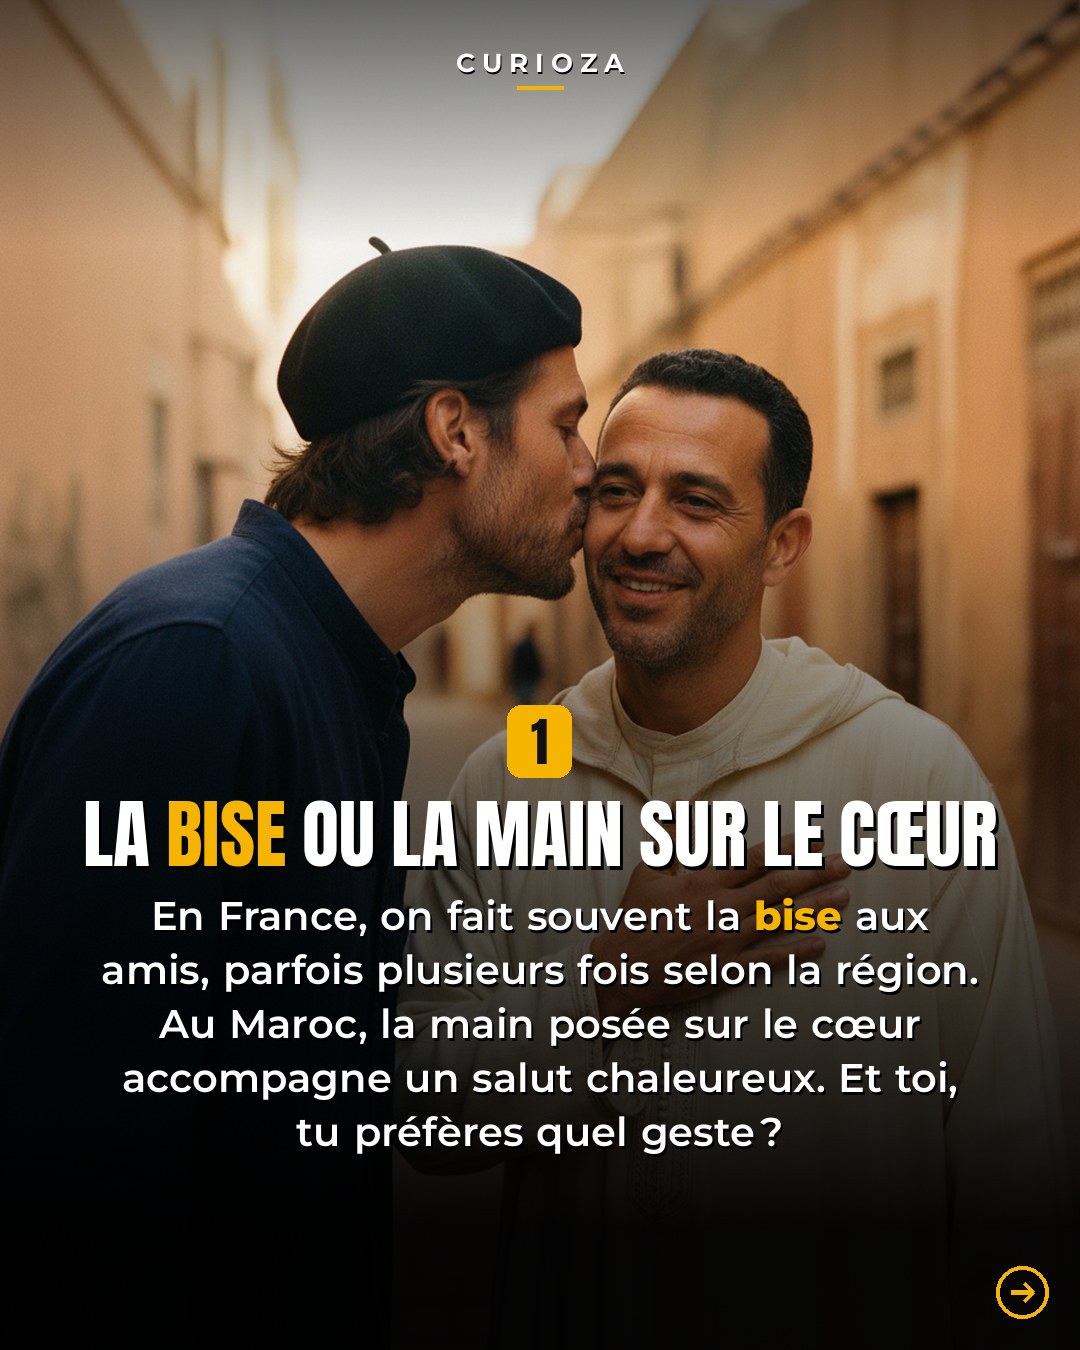 CURIOZA
1
LA BISE OU LA MAIN SUR LE CŒUR
En France, on fait souvent la bise aux
amis, parfois plusieurs fois selon la région.
Au Maroc, la main posée sur le cœur
accompagne un salut chaleureux. Et toi,
tu préfères quel geste ?